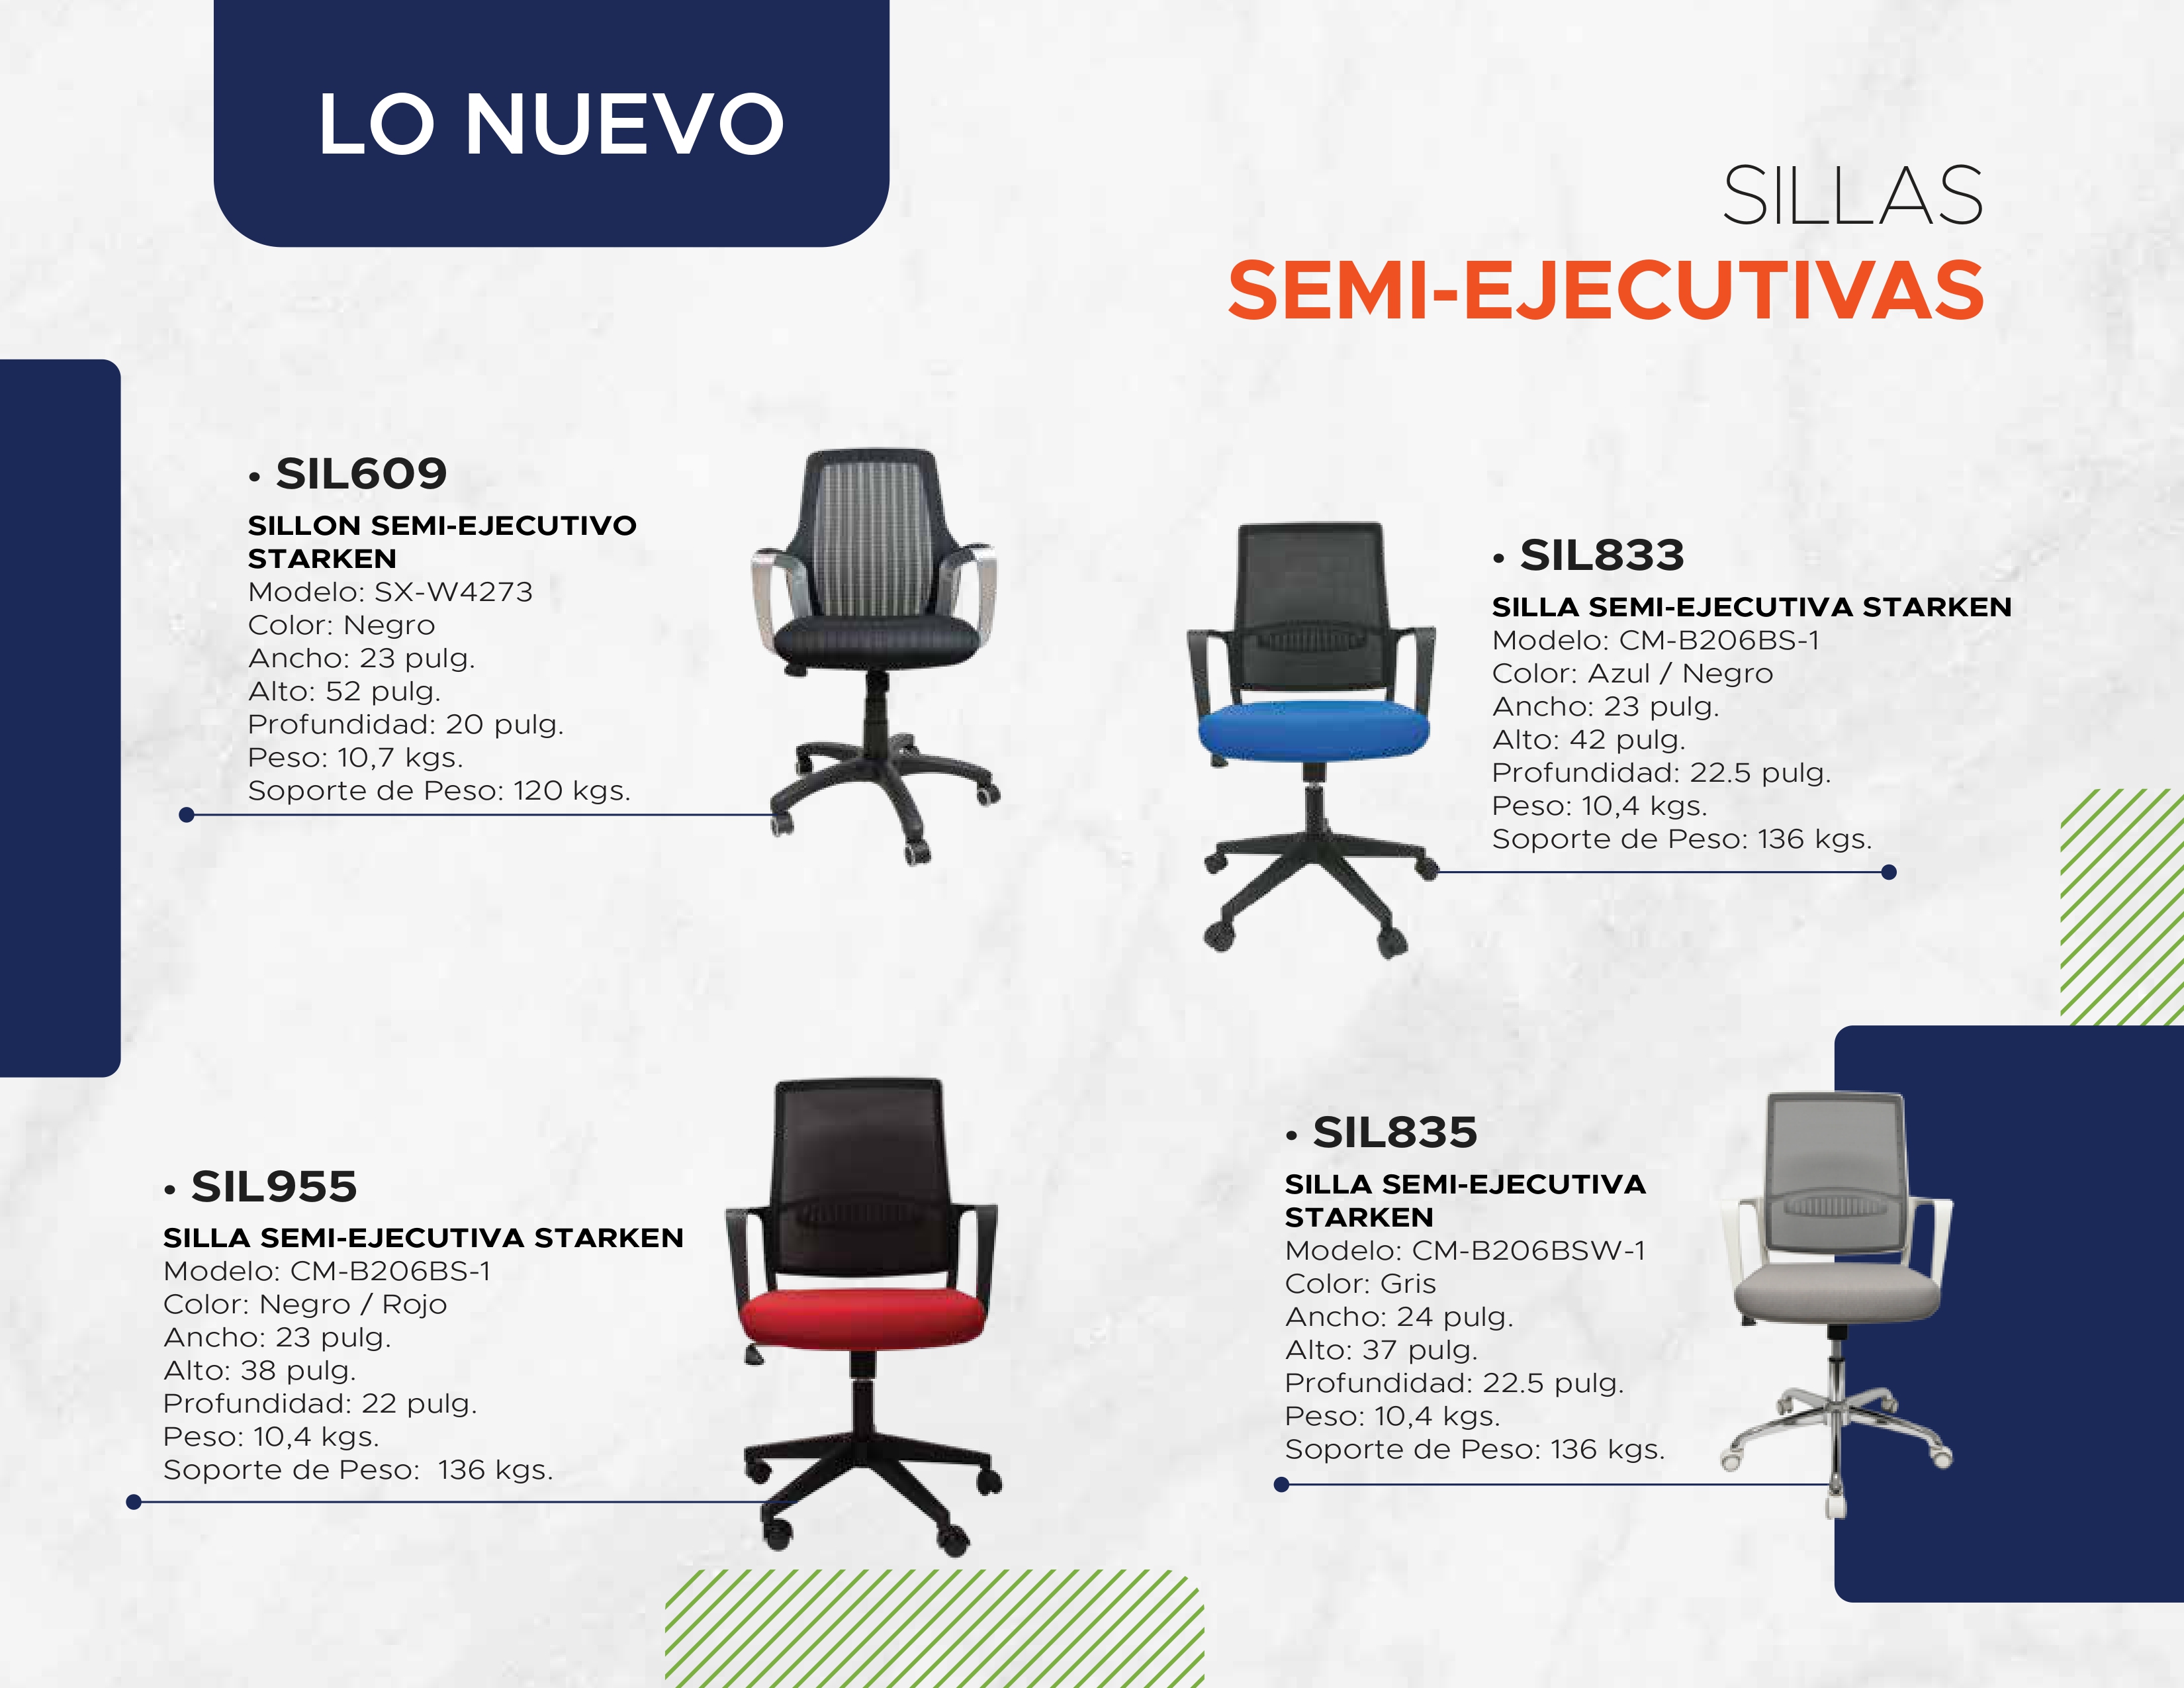 LO NUEVO
SILLAS
SEMI-EJECUTIVAS
• SIL609
SILLON SEMI-EJECUTIVO
STARKEN
Modelo: SX-W4273
Color: Negro
Ancho: 23 pulg.
Alto: 52 pulg.
Profundidad: 20 pulg.
Peso: 10,7 kgs.
Soporte de Peso: 120 kgs.
• SIL833
SILLA SEMI-EJECUTIVA STARKEN
Modelo: CM-B206BS-1
Color: Azul / Negro
Ancho: 23 pulg.
Alto: 42 pulg.
Profundidad: 22.5 pulg.
Peso: 10,4 kgs.
Soporte de Peso: 136 kgs.
• SIL955
SILLA SEMI-EJECUTIVA STARKEN
Modelo: CM-B206BS-1
Color: Negro / Rojo
Ancho: 23 pulg.
Alto: 38 pulg.
Profundidad: 22 pulg.
Peso: 10,4 kgs.
Soporte de Peso:  136 kgs.
• SIL835
SILLA SEMI-EJECUTIVA
STARKEN
Modelo: CM-B206BSW-1
Color: Gris
Ancho: 24 pulg.
Alto: 37 pulg.
Profundidad: 22.5 pulg.
Peso: 10,4 kgs.
Soporte de Peso: 136 kgs.